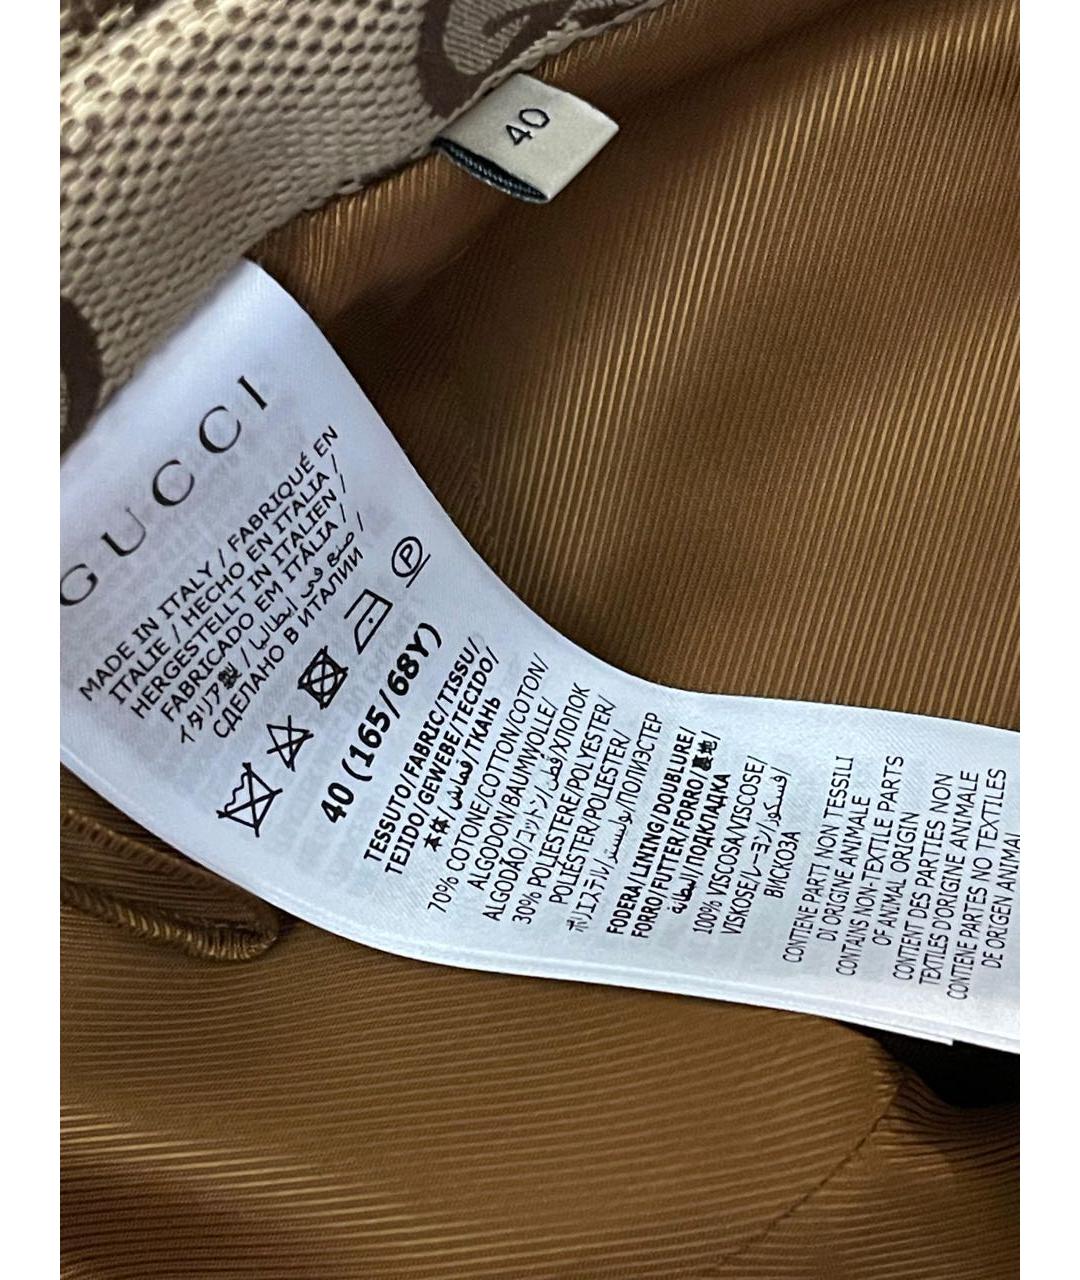 40
GUCCI
MADE IN ITALY / FABRIQUÉ EN
ITALIE / HECHO EN ITALIA /
HERGESTELLT IN ITALIEN /
FABRICADO EM ITÁLIA /
イタリア製 / صنع في إيطاليا /
СДЕЛАНО В ИТАЛИИ
P
40 (165/68Y)
TESSUTO/FABRIC/TISSU/
TEJIDO/GEWEBE/TECIDO/
本体/قماش/ТКАНЬ
70% COTONE/COTTON/COTON/
ALGODON/BAUMWOLLE/
ALGODÃO/コットン/قطن/ХЛОПОК
30% POLIESTERE/POLYESTER/
POLIESTER/POLIESTER/
ポリエステル/بوليستر/ПОЛИЭСТЕР
FODERA/LINING/DOUBLURE/
FORRO/FUTTER/FORRO/裏地/
بطانة/ПОДКЛАДКА
100% VISCOSA/VISCOSE/
VISKOSE/レーヨン/فسكوز/
ВИСКОЗА
CONTIENE PARTI NON TESSILI
DI ORIGINE ANIMALE
CONTAINS NON-TEXTILE PARTS
OF ANIMAL ORIGIN
CONTIENT DES PARTIES NON
TEXTILES D'ORIGINE ANIMALE
CONTIENE PARTES NO TEXTILES
DE ORIGEN ANIMAL